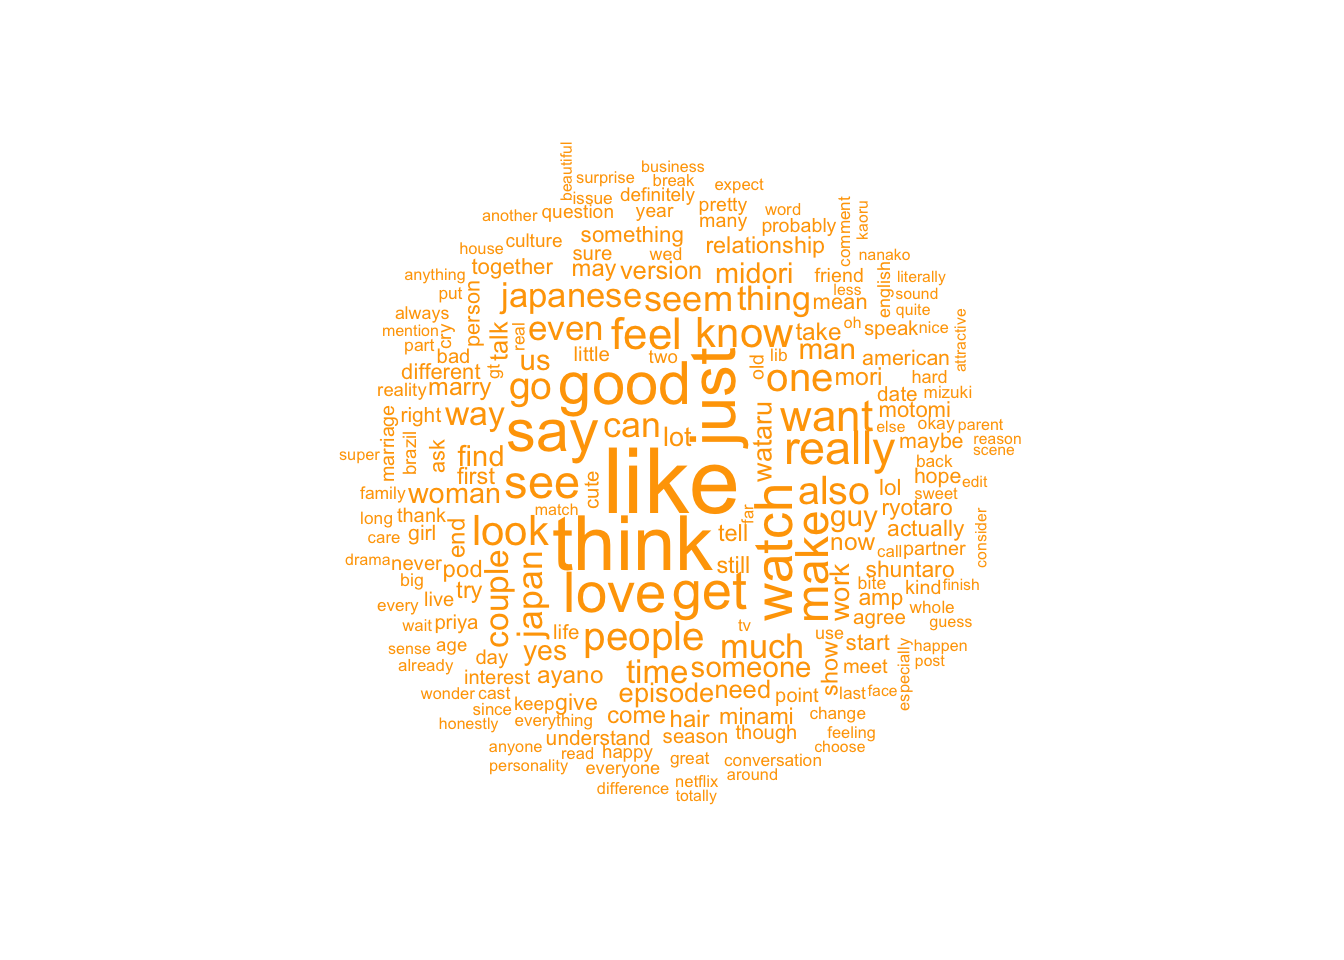 beautiful
business
surprise
break
expect
issue
definitely
another
question
year
pretty
many
word
probably
comment
kaoru
house
culture
something
sure
wed
relationship
nanako
anything
together
may
version
midori
friend
english
literally
put
person
japanese
seem
thing
mean
less
sound
quite
always
mention
cry
part
talk
real
even
feel
know
take
oh
speak
nice
attractive
bad
gt
us
little
two
old
lib
man
american
different
reality
marry
go
good
just
one
mori
hard
date
mizuki
right
way
say
can
lot
wataru
want
motomi
else
okay
parent
super
marriage
brazil
ask
find
really
maybe
reason
scene
back
first
see
cute
like
hope
edit
family
woman
match
watch
also
lol
sweet
long
thank
far
make
guy
ryotaro
care
girl
end
look
think
tell
now
actually
consider
drama
never
pod
couple
japan
still
call
partner
big
try
love
get
work
shuntaro
bite
kind
finish
every
live
amp
whole
wait
priya
life
people
tv
use
agree
guess
sense
age
yes
much
show
start
happen
already
day
time
someone
meet
especially
post
interest
ayano
episode
need
point
last
face
wonder
cast
since
keep
give
come
hair
minami
change
honestly
everything
understand
season
though
feeling
anyone
read
happy
great
conversation
choose
personality
everyone
netflix
around
difference
totally